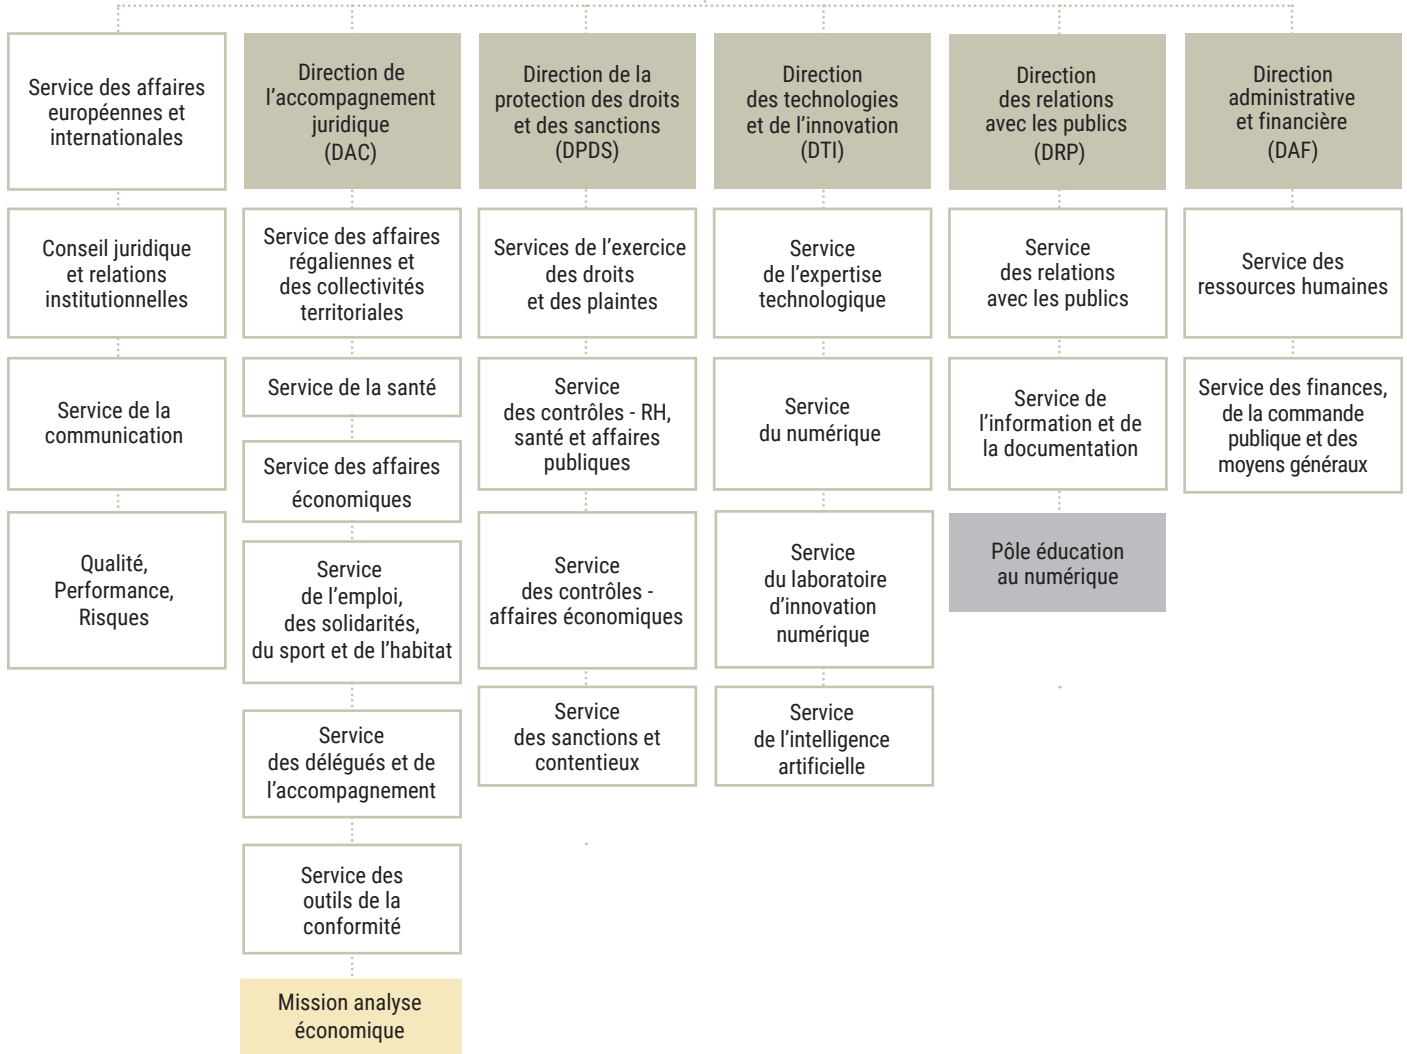 Service des affaires
européennes et
internationales
Conseil juridique
et relations
institutionnelles
Service de la
communication
Qualité,
Performance,
Risques
Direction de
l’accompagnement
juridique
(DAC)
Service des affaires
régaliennes et
des collectivités
territoriales
Service de la santé
Service des affaires
économiques
Service
de l’emploi,
des solidarités,
du sport et de l’habitat
Service
des délégués et de
l’accompagnement
Service des
outils de la
conformité
Mission analyse
économique
Direction de la
protection des droits
et des sanctions
(DPDS)
Services de l’exercice
des droits
et des plaintes
Service
des contrôles - RH,
santé et affaires
publiques
Service
des contrôles -
affaires économiques
Service
des sanctions et
contentieux
Direction
des technologies
et de l’innovation
(DTI)
Service
de l’expertise
technologique
Service
du numérique
Service
du laboratoire
d’innovation
numérique
Service
de l’intelligence
artificielle
Direction
des relations
avec les publics
(DRP)
Service
des relations
avec les publics
Service de
l’information et de
la documentation
Pôle éducation
au numérique
Direction
administrative
et financière
(DAF)
Service des
ressources humaines
Service des finances,
de la commande
publique et des
moyens généraux